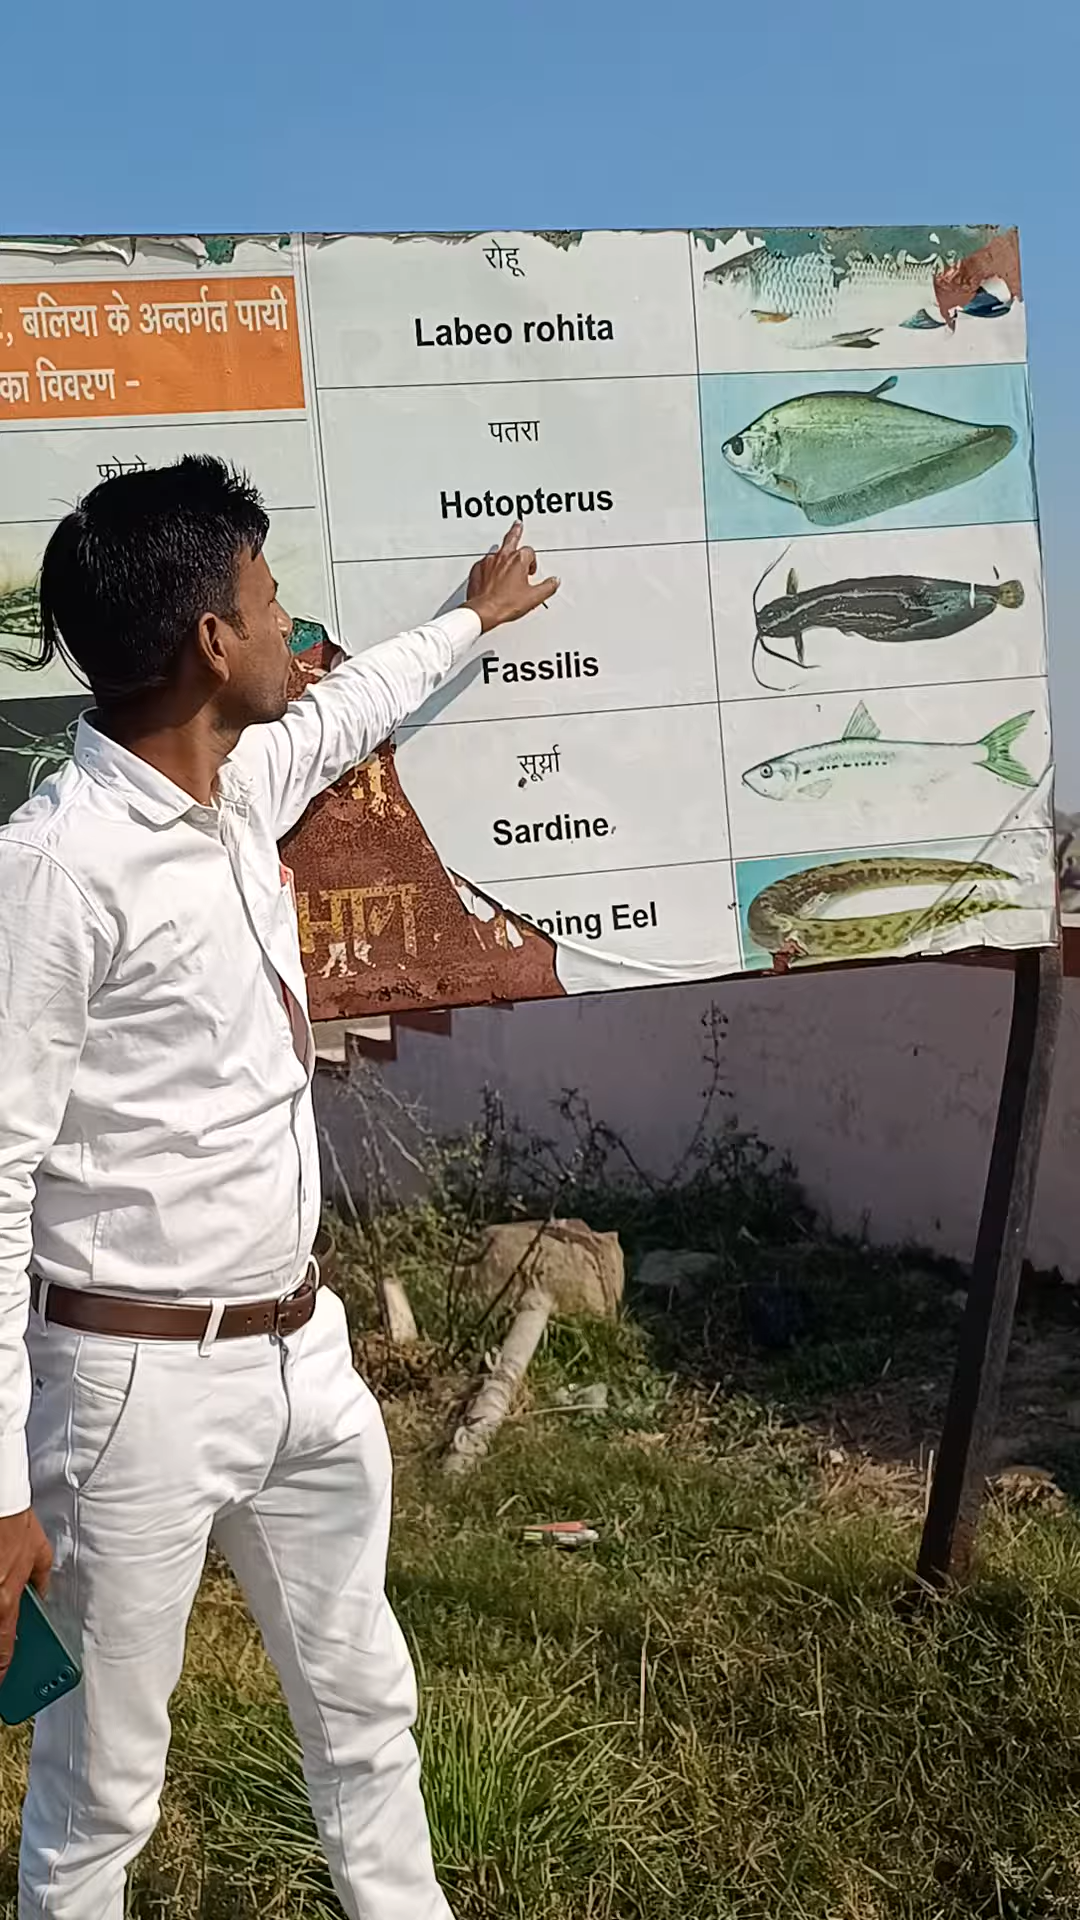 , बलिया के अन्तर्गत पायी
का विवरण -
फोटो
रोहू
Labeo rohita
पतरा
Hotopterus
Fassilis
सूर्या
Sardine
ping Eel
भाग